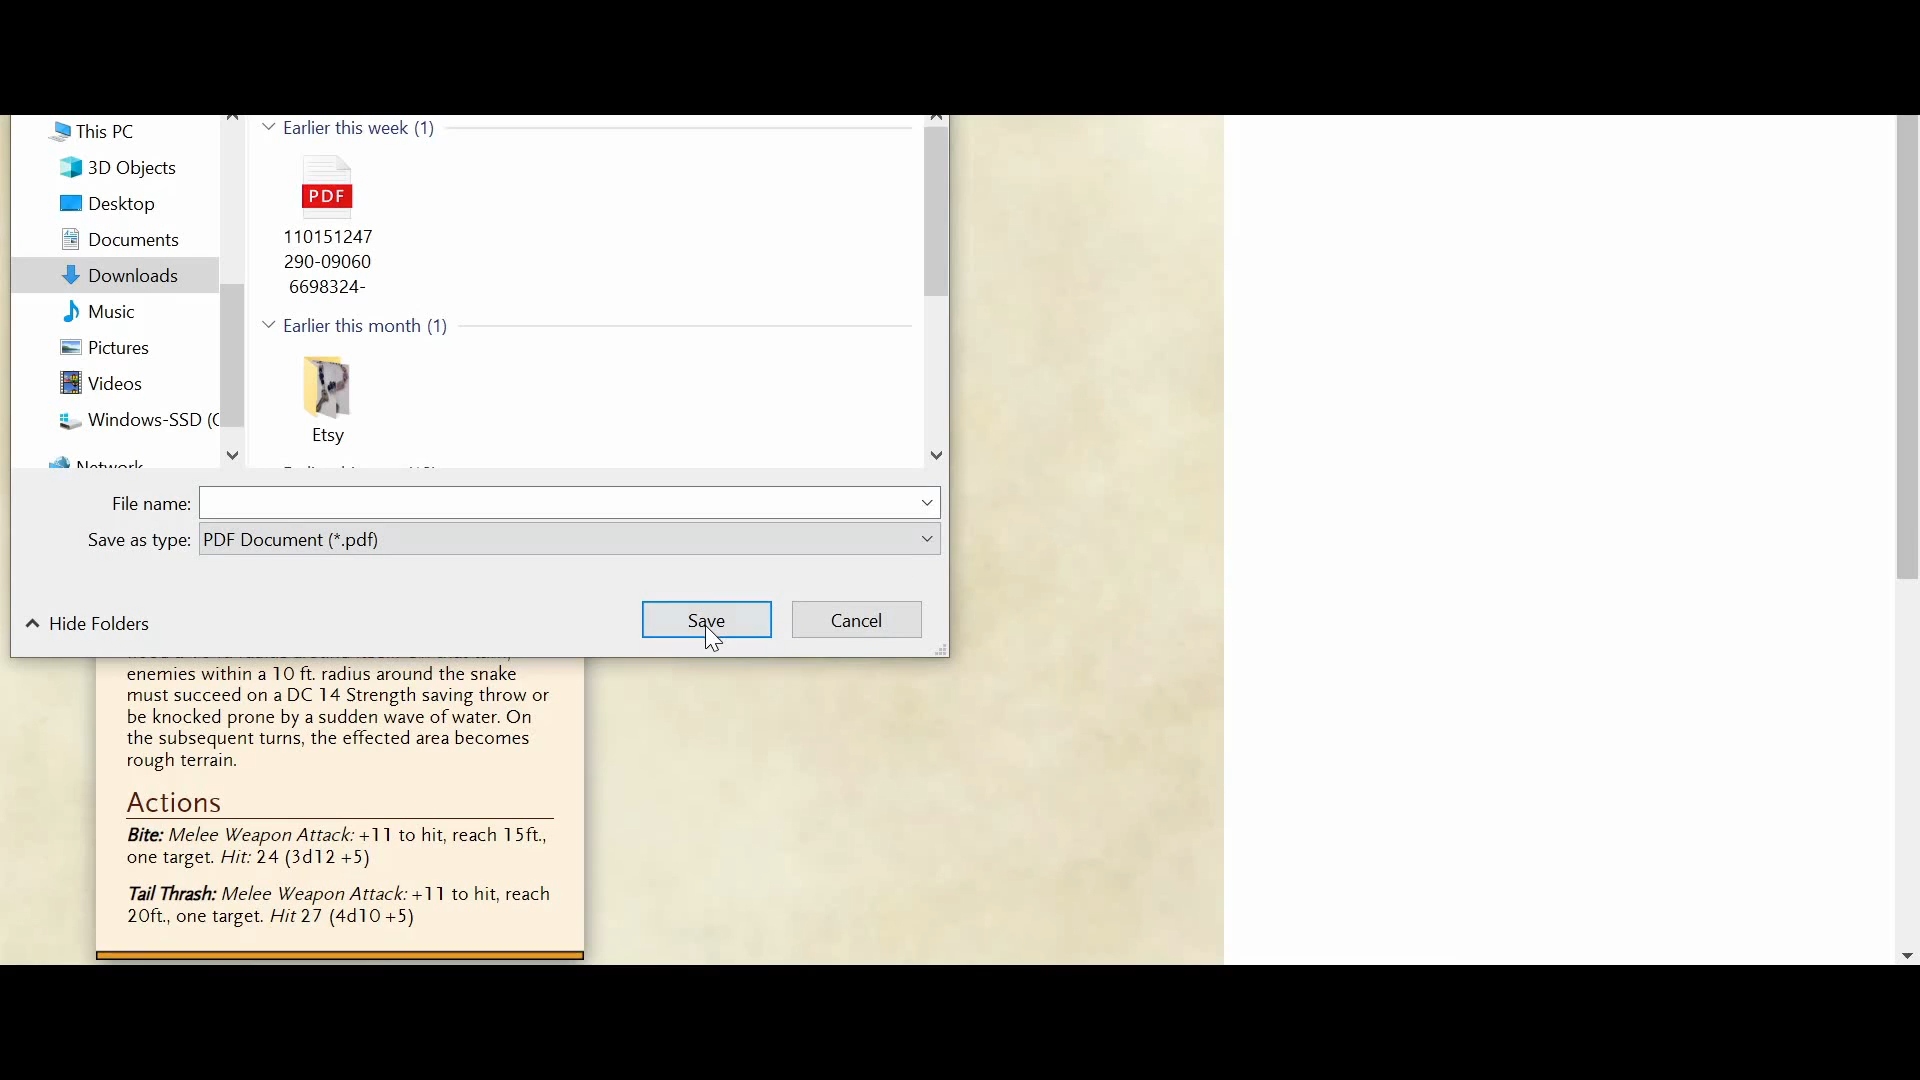 This PC
3D Objects
Desktop
Documents
Downloads
Music
Pictures
Videos
Windows-SSD (C
Network
Earlier this week (1)
PDF
110151247
290-09060
6698324-
Earlier this month (1)
Etsy
File name:
Save as type: PDF Document (*.pdf)
Hide Folders
Save
Cancel
enemies within a 10 ft. radius around the snake
must succeed on a DC 14 Strength saving throw or
be knocked prone by a sudden wave of water. On
the subsequent turns, the effected area becomes
rough terrain.
Actions
Bite: Melee Weapon Attack: +11 to hit, reach 15ft.,
one target. Hit: 24 (3d12 +5)
Tail Thrash: Melee Weapon Attack: +11 to hit, reach
20ft., one target. Hit 27 (4d10 +5)